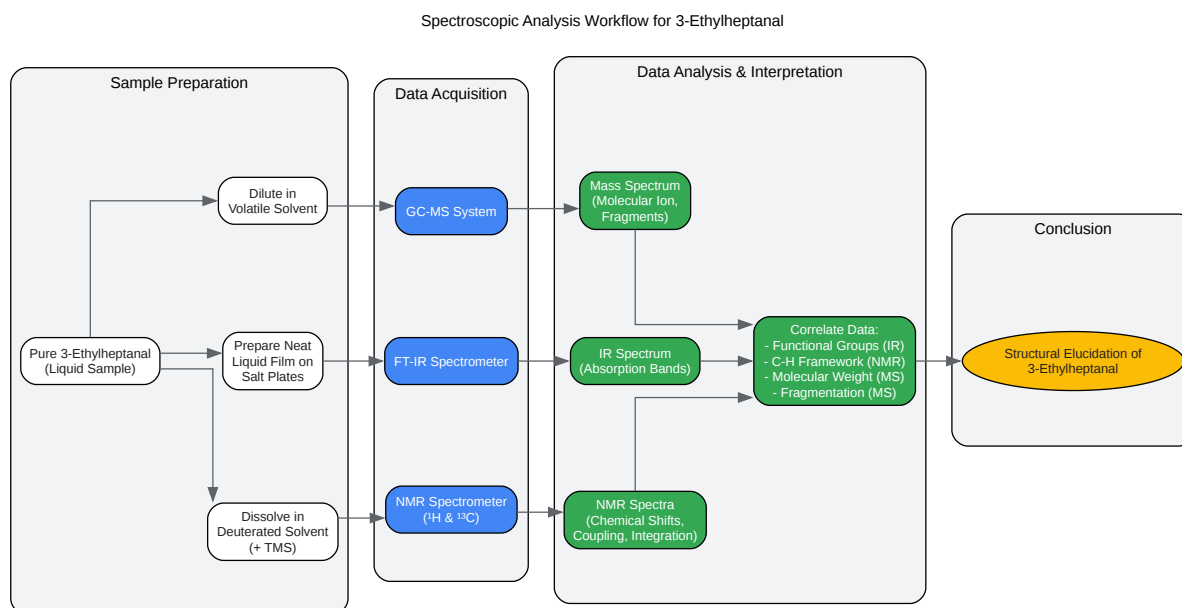 Spectroscopic Analysis Workflow for 3-Ethylheptanal
Sample Preparation
Pure 3-Ethylheptanal
(Liquid Sample)
Dilute in
Volatile Solvent
Prepare Neat
Liquid Film on
Salt Plates
Dissolve in
Deuterated Solvent
(+ TMS)
Data Acquisition
GC-MS System
FT-IR Spectrometer
NMR Spectrometer
(¹H & ¹³C)
Data Analysis & Interpretation
Mass Spectrum
(Molecular Ion,
Fragments)
IR Spectrum
(Absorption Bands)
NMR Spectra
(Chemical Shifts,
Coupling, Integration)
Correlate Data:
- Functional Groups (IR)
- C-H Framework (NMR)
- Molecular Weight (MS)
- Fragmentation (MS)
Conclusion
Structural Elucidation of
3-Ethylheptanal